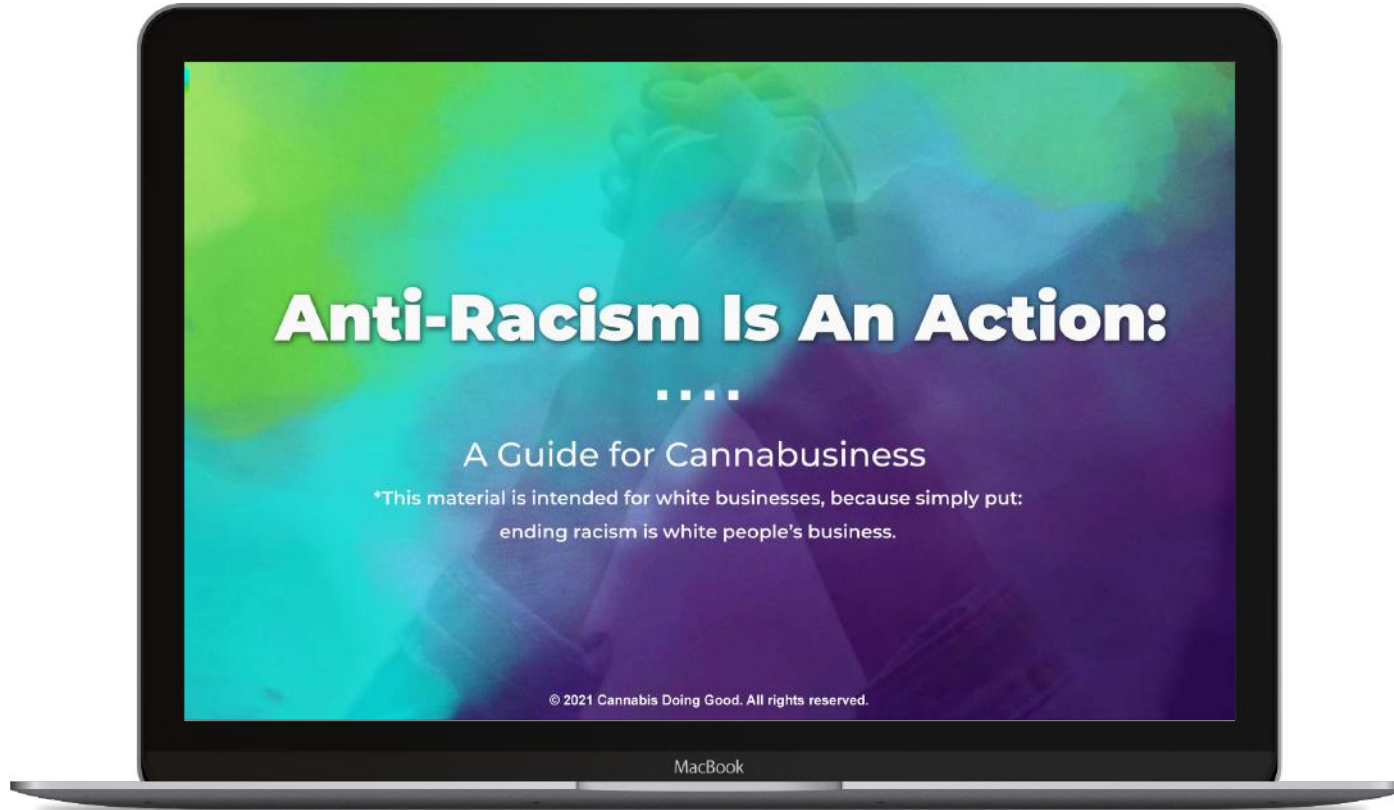 Anti-Racism Is An Action:
A Guide for Cannabusiness
*This material is intended for white businesses, because simply put:
ending racism is white people's business.
© 2021 Cannabis Doing Good. All rights reserved.
MacBook